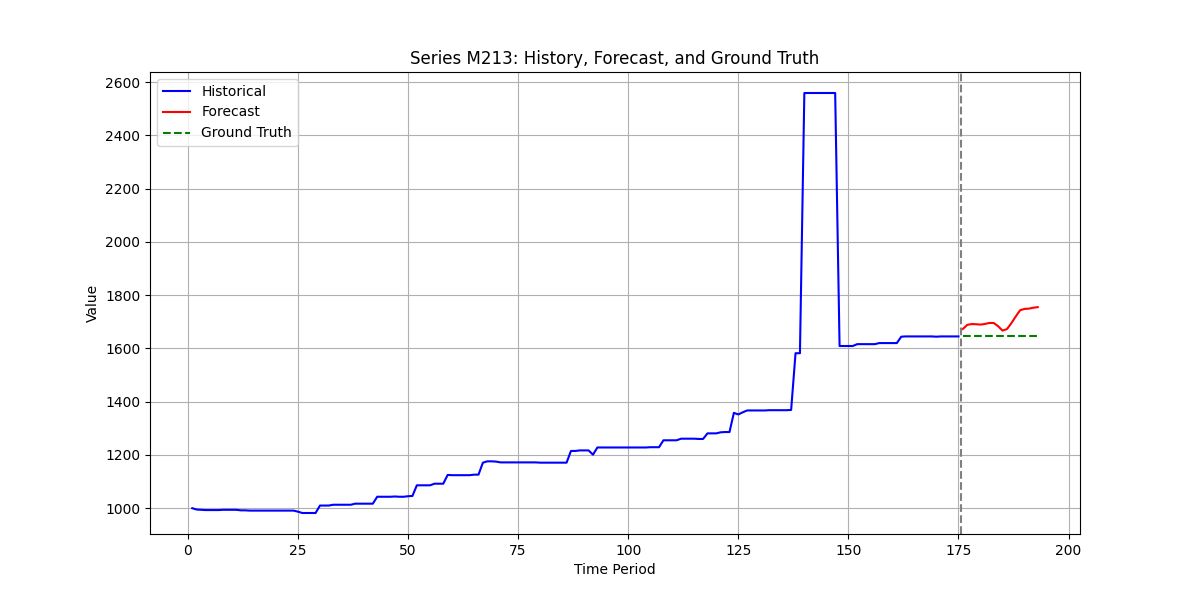 Series M213: History, Forecast, and Ground Truth
Historical
Forecast
Ground Truth
2600
2400
2200
2000
1800
1600
1400
1200
1000
Value
0 25 50 75 100 125 150 175 200
Time Period